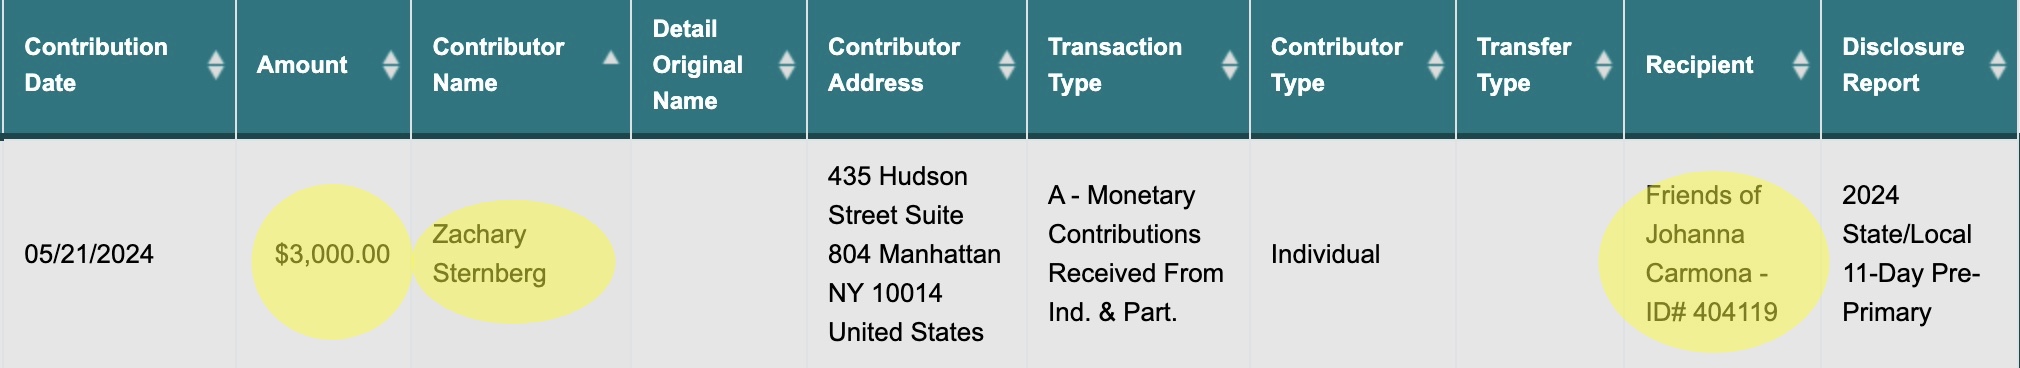 Contribution
Date
Amount
Contributor
Name
Detail
Original
Name
Contributor
Address
Transaction
Type
Contributor
Type
Transfer
Type
Recipient
Disclosure
Report
05/21/2024
$3,000.00
Zachary
Sternberg
435 Hudson
Street Suite
804 Manhattan
NY 10014
United States
A - Monetary
Contributions
Received From
Ind. & Part.
Individual
Friends of
Johanna
Carmona -
ID# 404119
2024
State/Local
11-Day Pre-
Primary